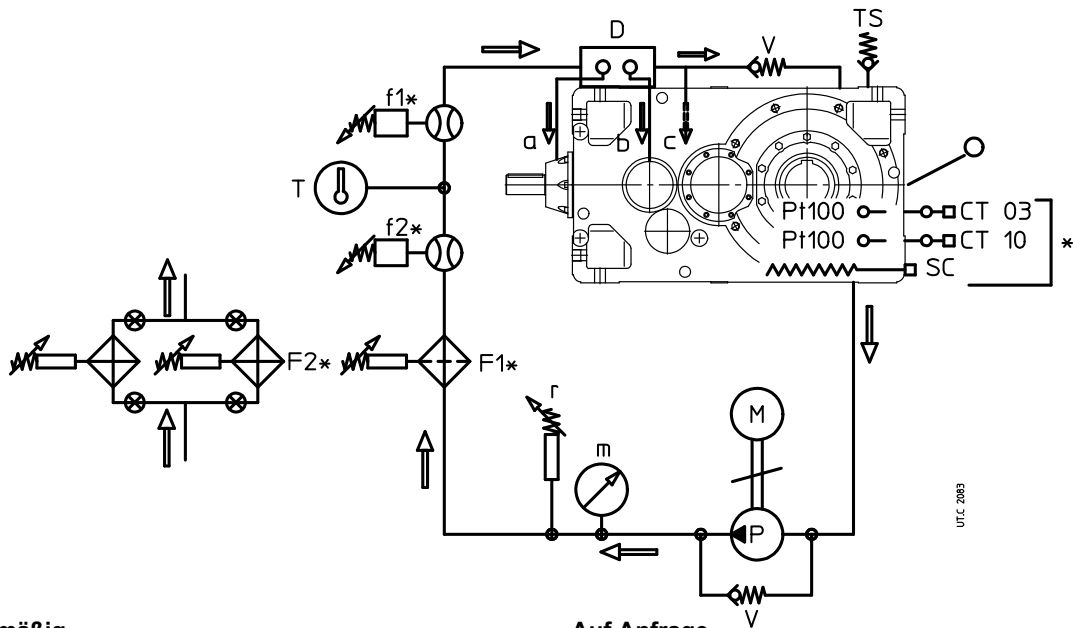 TS
D
V
f1*
a
b
c
T
Pt100
CT 03
f2*
Pt100
CT 10
*
SC
F2*
F1*
r
M
m
UT.C 2083
P
V
Auf Anfrage